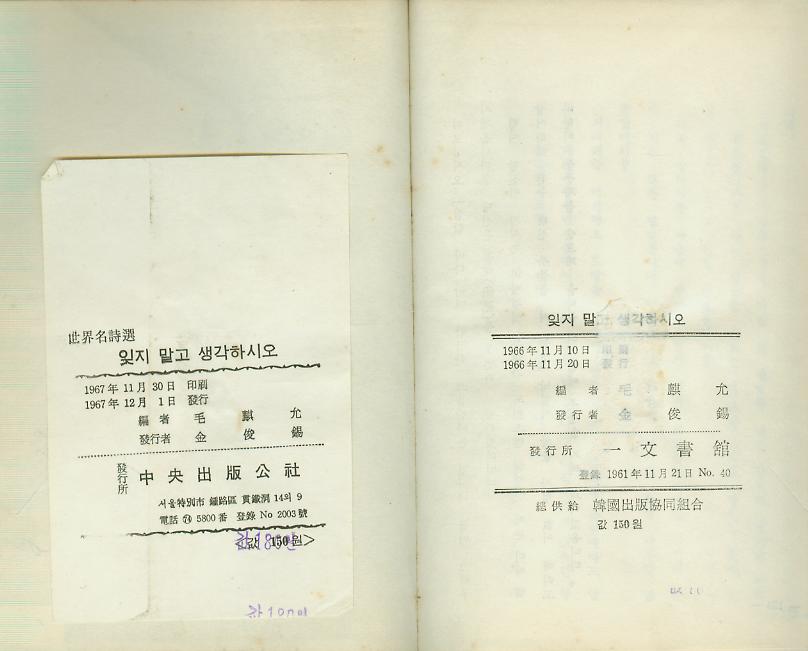 世界名詩選
잊지 말고 생각하시오
1967年 11月 30日 印刷
1967年 12月 1日 發行
編 者 毛 麒 允
發行者 金 俊 錫
發行所 中央出版公社
서울特別市 鍾路區 貫鐵洞 14의 9
電話 ㉔ 5800番 登錄 No 2003號
값 150원
잊지 말고 생각하시오
1966年 11月 10日 印刷
1966年 11月 20日 發行
編 者 毛 麒 允
發行者 金 俊 錫
發行所 一文書館
登錄 1961年 11月 21日 No. 40
總供給 韓國出版協同組合
값 150원